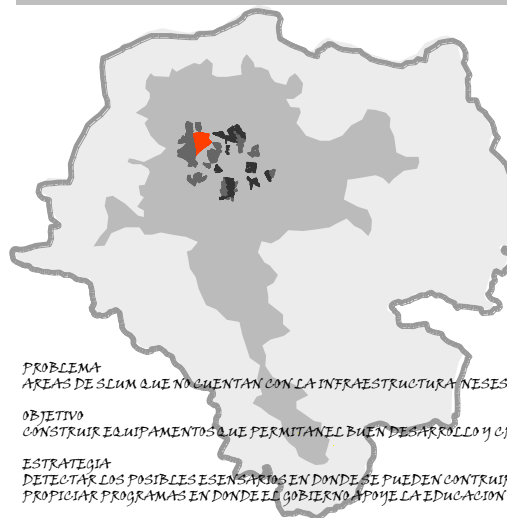 PROBLEMA
AREAS DE SLUM QUE NO CUENTAN CON LA INFRAESTRUCTURA NESES
OBJETIVO
CONSTRUIR EQUIPAMENTOS QUE PERMITAN EL BUEN DESARROLLO Y
ESTRATEGIA
DETECTAR LOS POSIBLES ESENSARIOS EN DONDE SE PUEDEN CONTRUIR
PROPICIAR PROGRAMAS EN DONDE EL GOBIERNO APOYE LA EDUCACION